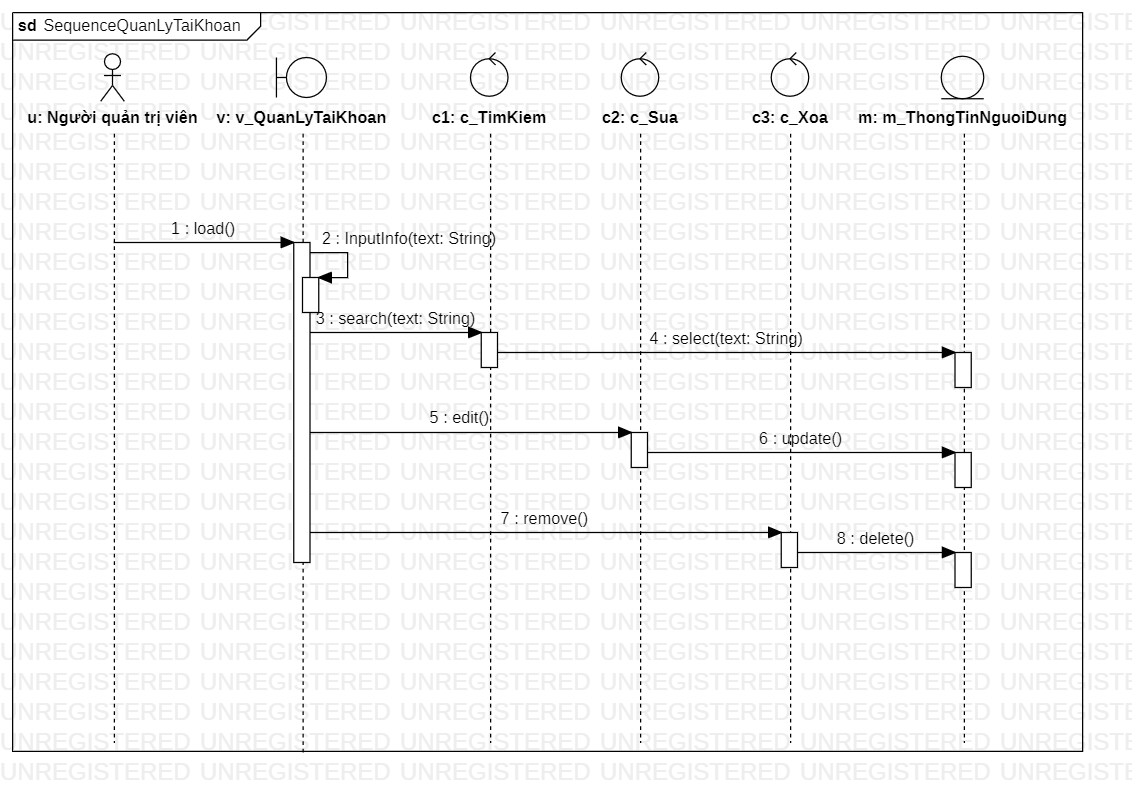 sd SequenceQuanLyTaiKhoan
u: Người quản trị viên
v: v_QuanLyTaiKhoan
c1: c_TimKiem
c2: c_Sua
c3: c_Xoa
m: m_ThongTinNguoiDung
1 : load()
2 : InputInfo(text: String)
3 : search(text: String)
4 : select(text: String)
5 : edit()
6 : update()
7 : remove()
8 : delete()
UNREGISTERED